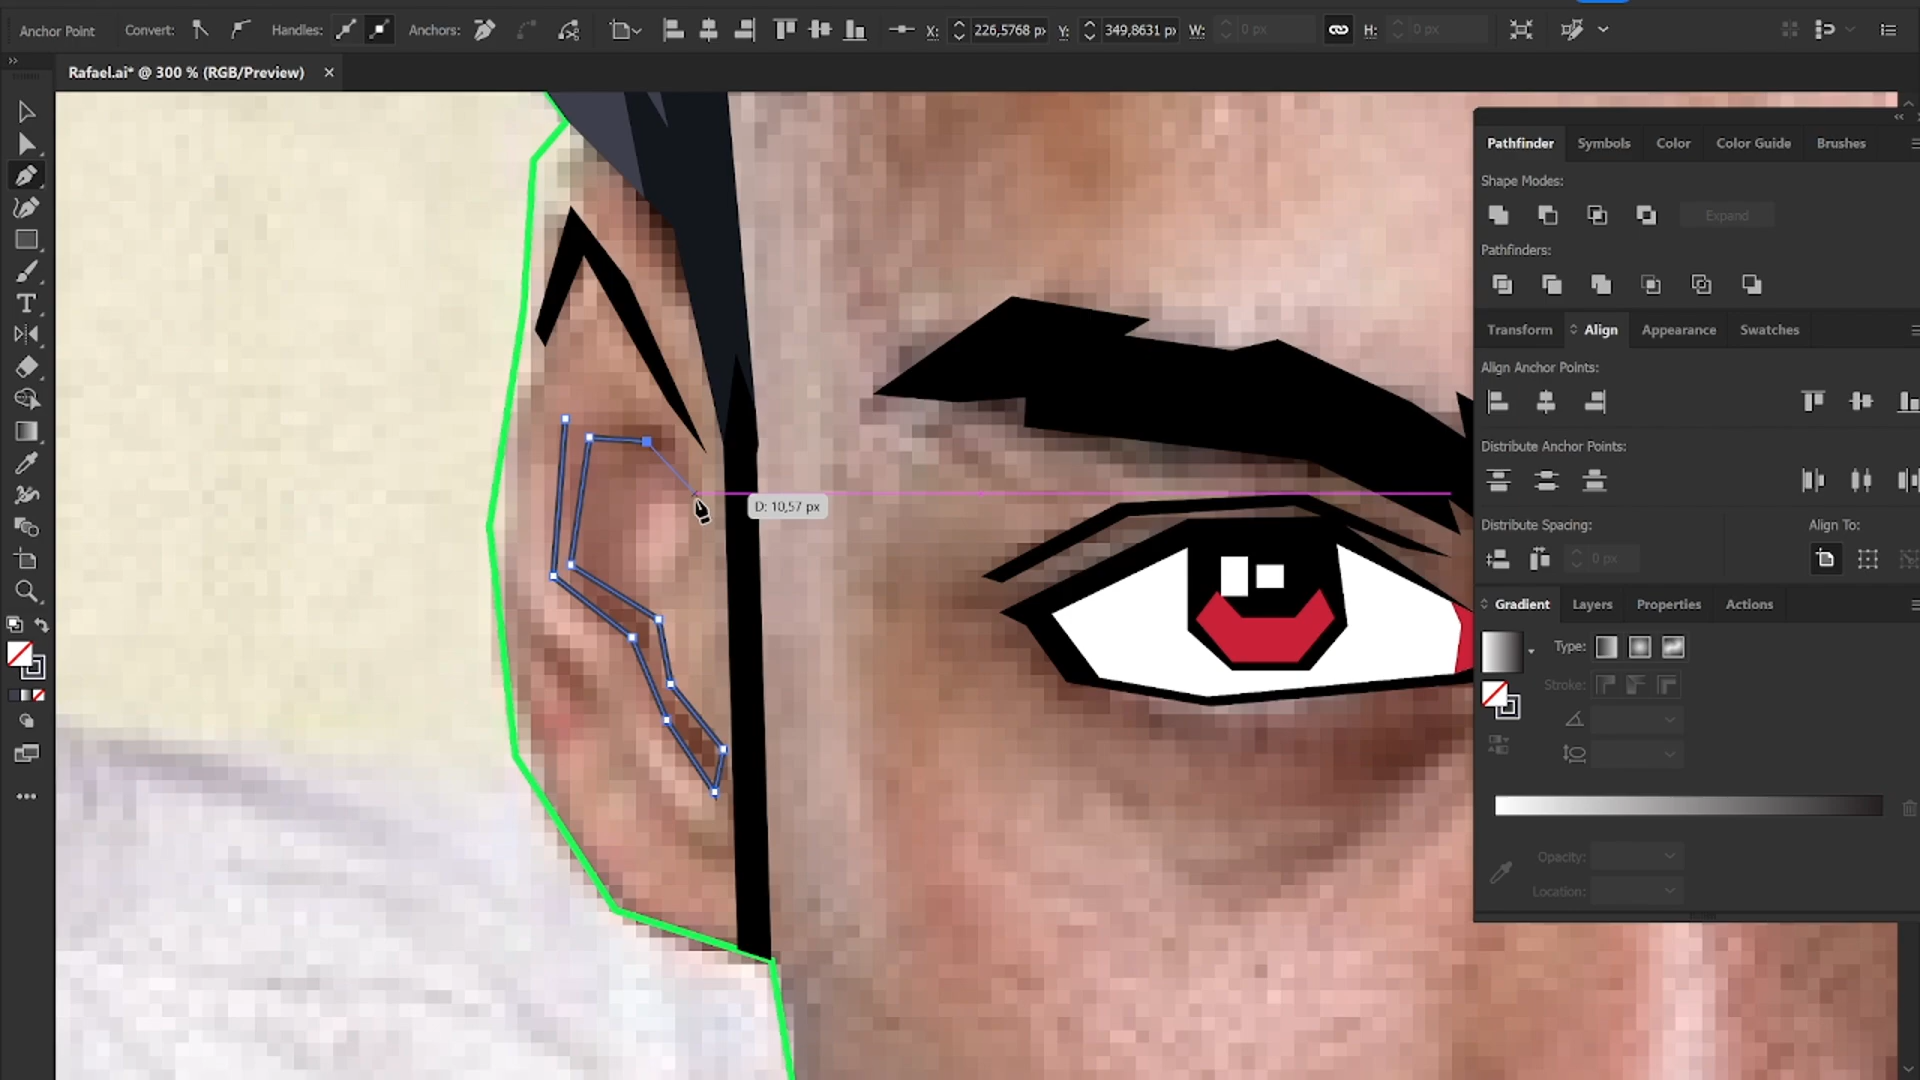 Anchor Point Convert: Handles: Anchors: X: 226,5768 p Y: 349,8631 p W: 0 px H: 0 px
Rafael.ai* @ 300 % (RGB/Preview) ×
Pathfinder Symbols Color Color Guide Brushes
Shape Modes:
Expand
Pathfinders:
Transform Align Appearance Swatches
Align Anchor Points:
Distribute Anchor Points:
D: 10,57 px
Distribute Spacing: Align To:
0 px
Gradient Layers Properties Actions
Type:
Stroke:
Opacity:
Location: